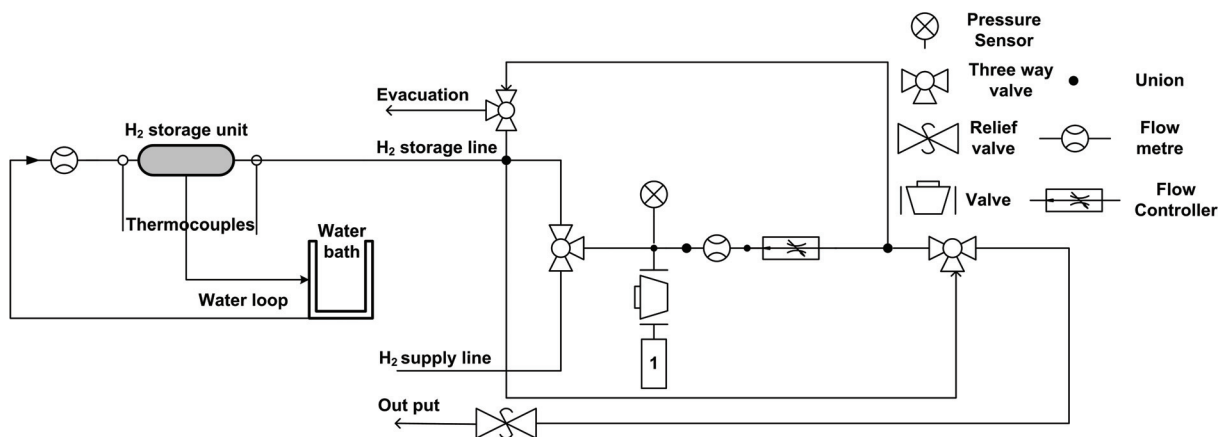 Pressure
Sensor
Three way
valve
Union
Evacuation
H₂ storage unit
H₂ storage line
Relief
valve
Flow
metre
Valve
Flow
Controller
Thermocouples
Water
bath
Water loop
H₂ supply line
1
Out put